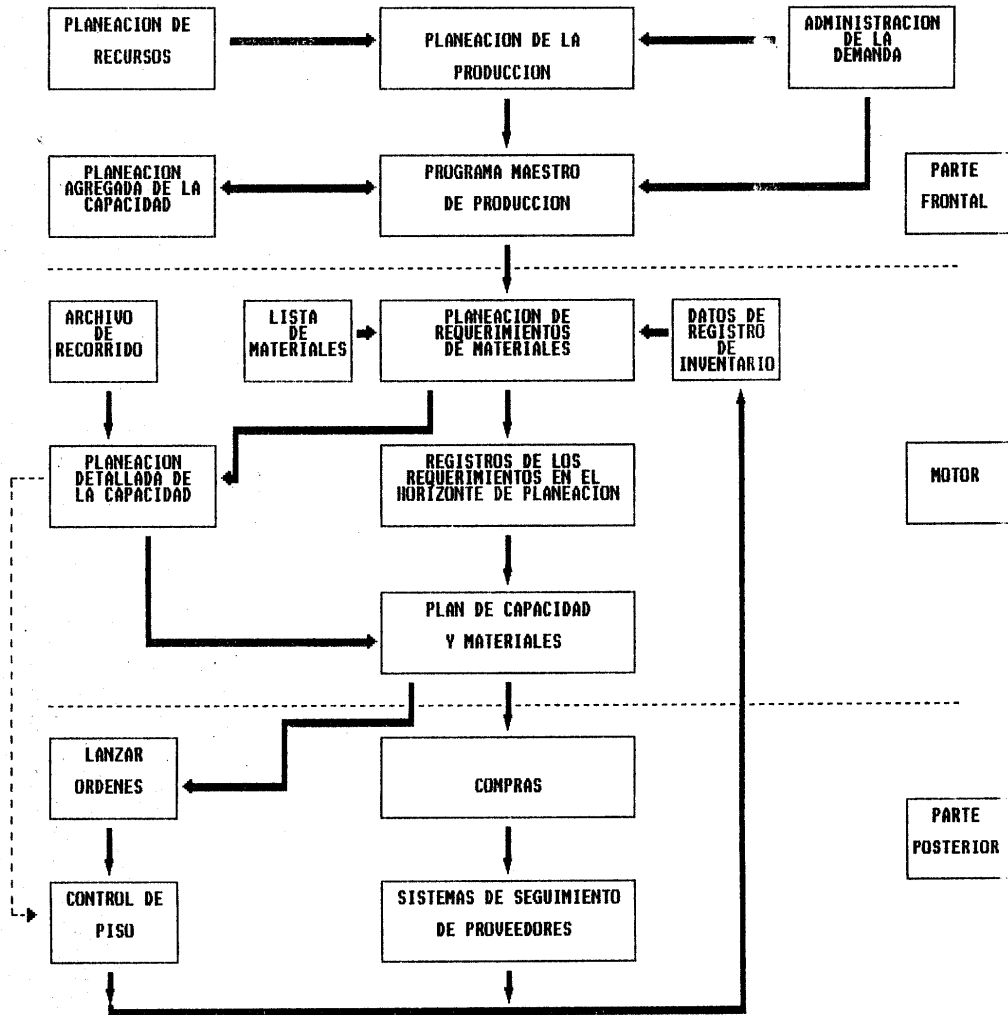 PLANEACION DE
RECURSOS
PLANEACION DE LA
PRODUCCION
ADMINISTRACION
DE LA
DEMANDA
PLANEACION
AGREGADA DE LA
CAPACIDAD
PROGRAMA MAESTRO
DE PRODUCCION
PARTE
FRONTAL
ARCHIVO
DE
RECORRIDO
LISTA
DE
MATERIALES
PLANEACION DE
REQUERIMIENTOS
DE MATERIALES
DATOS DE
REGISTRO
DE
INVENTARIO
PLANEACION
DETALLADA DE
LA CAPACIDAD
REGISTROS DE LOS
REQUERIMIENTOS EN EL
HORIZONTE DE PLANEACION
MOTOR
PLAN DE CAPACIDAD
Y MATERIALES
LANZAR
ORDENES
COMPRAS
PARTE
POSTERIOR
CONTROL DE
PISO
SISTEMAS DE SEGUIMIENTO
DE PROVEEDORES